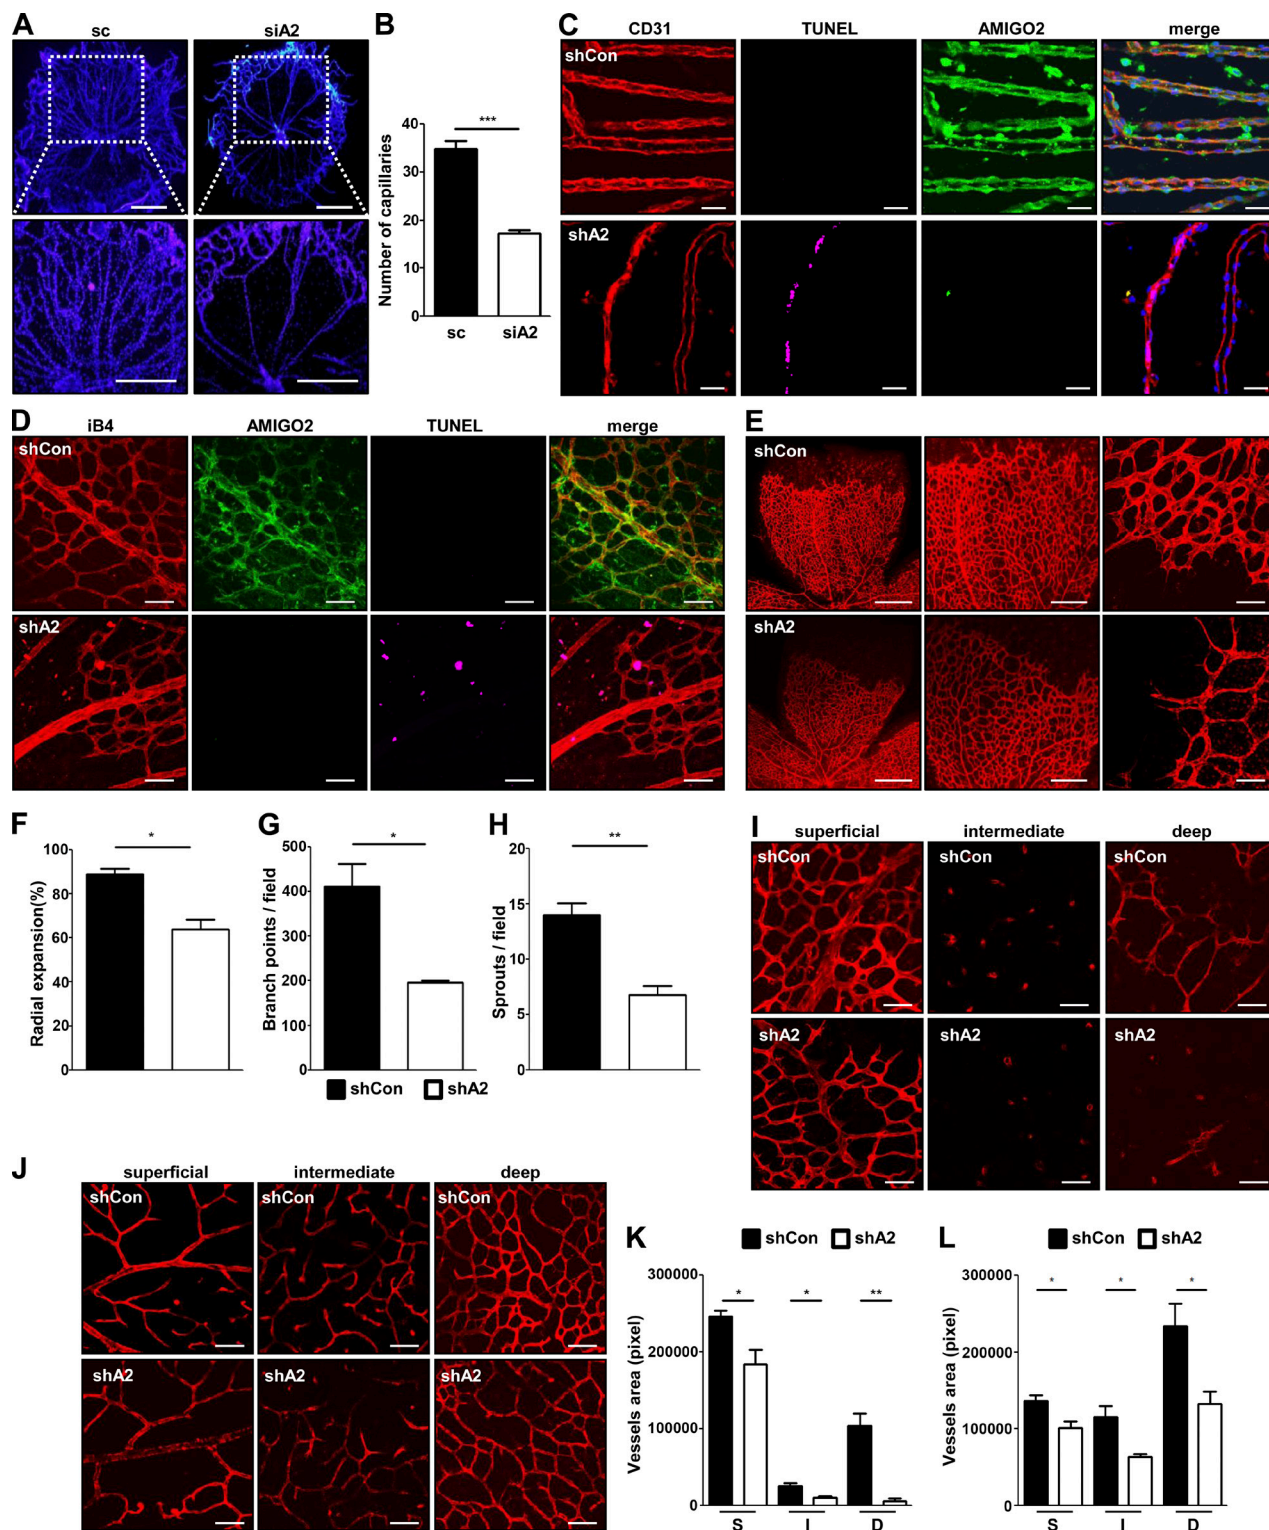 A
sc
siA2
B
***
Number of capillaries
40
30
20
10
0
sc
siA2
C
CD31
TUNEL
AMIGO2
merge
shCon
shA2
D
iB4
AMIGO2
TUNEL
merge
shCon
shA2
E
shCon
shA2
F
*
Radial expansion(%)
100
80
60
40
20
0
G
*
Branch points / field
500
400
300
200
100
0
H
**
Sprouts / field
20
15
10
5
0
shCon
shA2
I
superficial
intermediate
deep
shCon
shCon
shCon
shA2
shA2
shA2
J
superficial
intermediate
deep
shCon
shCon
shCon
shA2
shA2
shA2
K
shCon
shA2
Vessels area (pixel)
300000
200000
100000
0
*
*
**
S
I
D
L
shCon
shA2
Vessels area (pixel)
300000
200000
100000
0
*
*
*
S
I
D